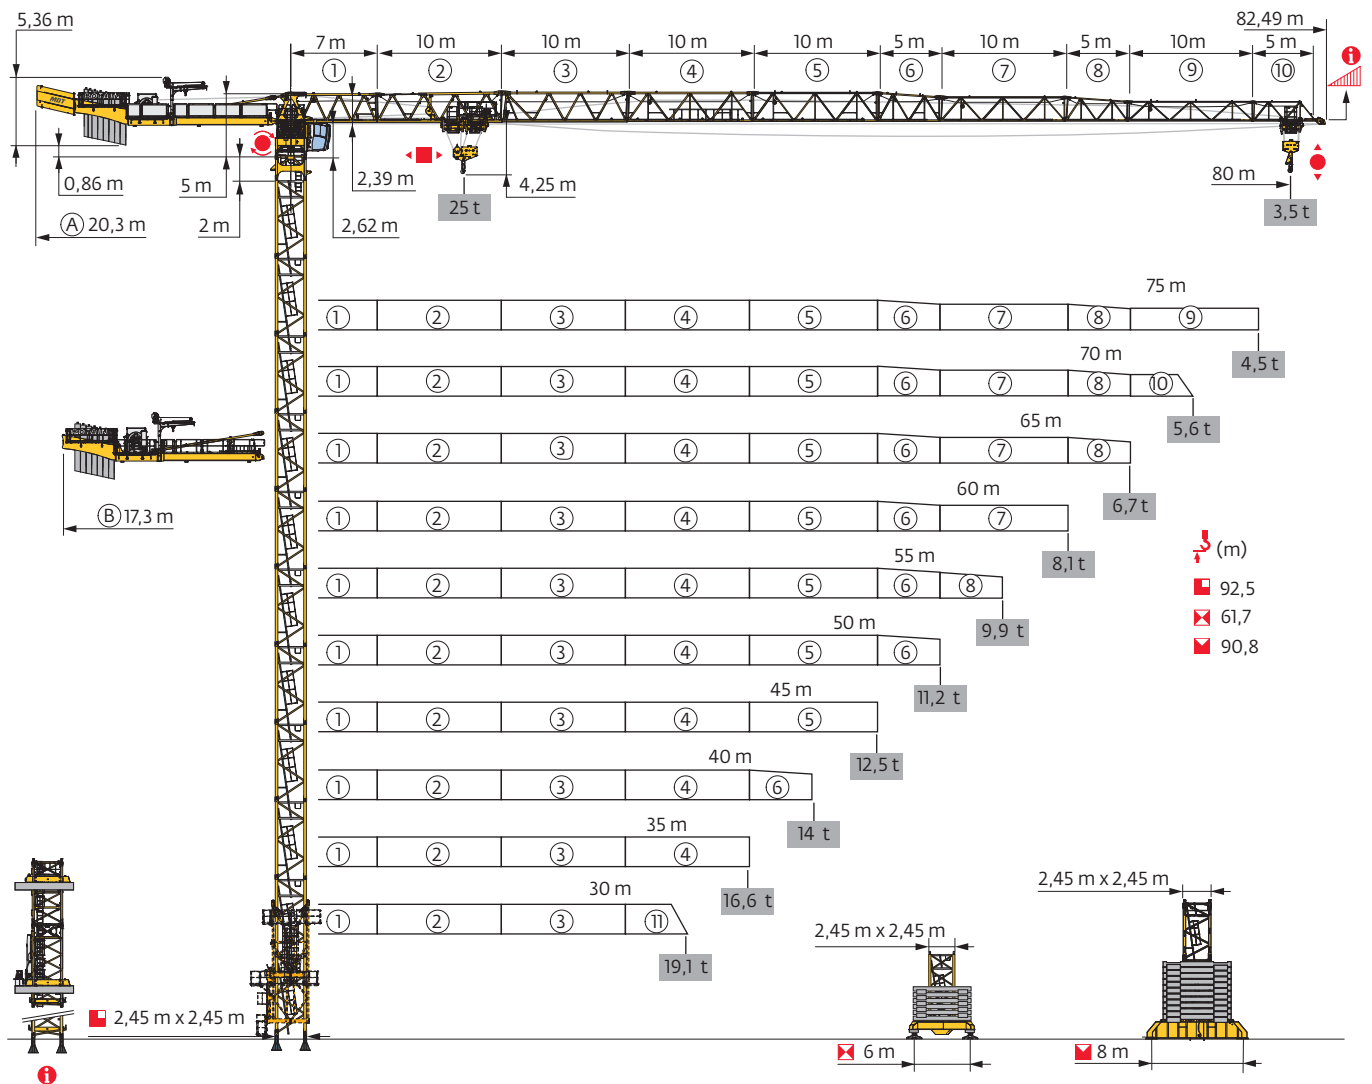 5,36 m
82,49 m
7 m 10 m 10 m 10 m 10 m 5 m 10 m 5 m 10m 5 m
① ② ③ ④ ⑤ ⑥ ⑦ ⑧ ⑨ ⑩
i
MDT
0,86 m
5 m
2,39 m
4,25 m
80 m
Ⓐ 20,3 m
2 m
2,62 m
25 t
3,5 t
75 m
① ② ③ ④ ⑤ ⑥ ⑦ ⑧ ⑨
4,5 t
70 m
① ② ③ ④ ⑤ ⑥ ⑦ ⑧ ⑩
5,6 t
65 m
① ② ③ ④ ⑤ ⑥ ⑦ ⑧
6,7 t
Ⓑ 17,3 m
60 m
① ② ③ ④ ⑤ ⑥ ⑦
8,1 t
(m)
92,5
61,7
90,8
55 m
① ② ③ ④ ⑤ ⑥ ⑧
9,9 t
50 m
① ② ③ ④ ⑤ ⑥
11,2 t
45 m
① ② ③ ④ ⑤
12,5 t
40 m
① ② ③ ④ ⑥
14 t
35 m
① ② ③ ④
16,6 t
30 m
① ② ③ ⑪
19,1 t
2,45 m x 2,45 m
2,45 m x 2,45 m
2,45 m x 2,45 m
6 m
8 m
i